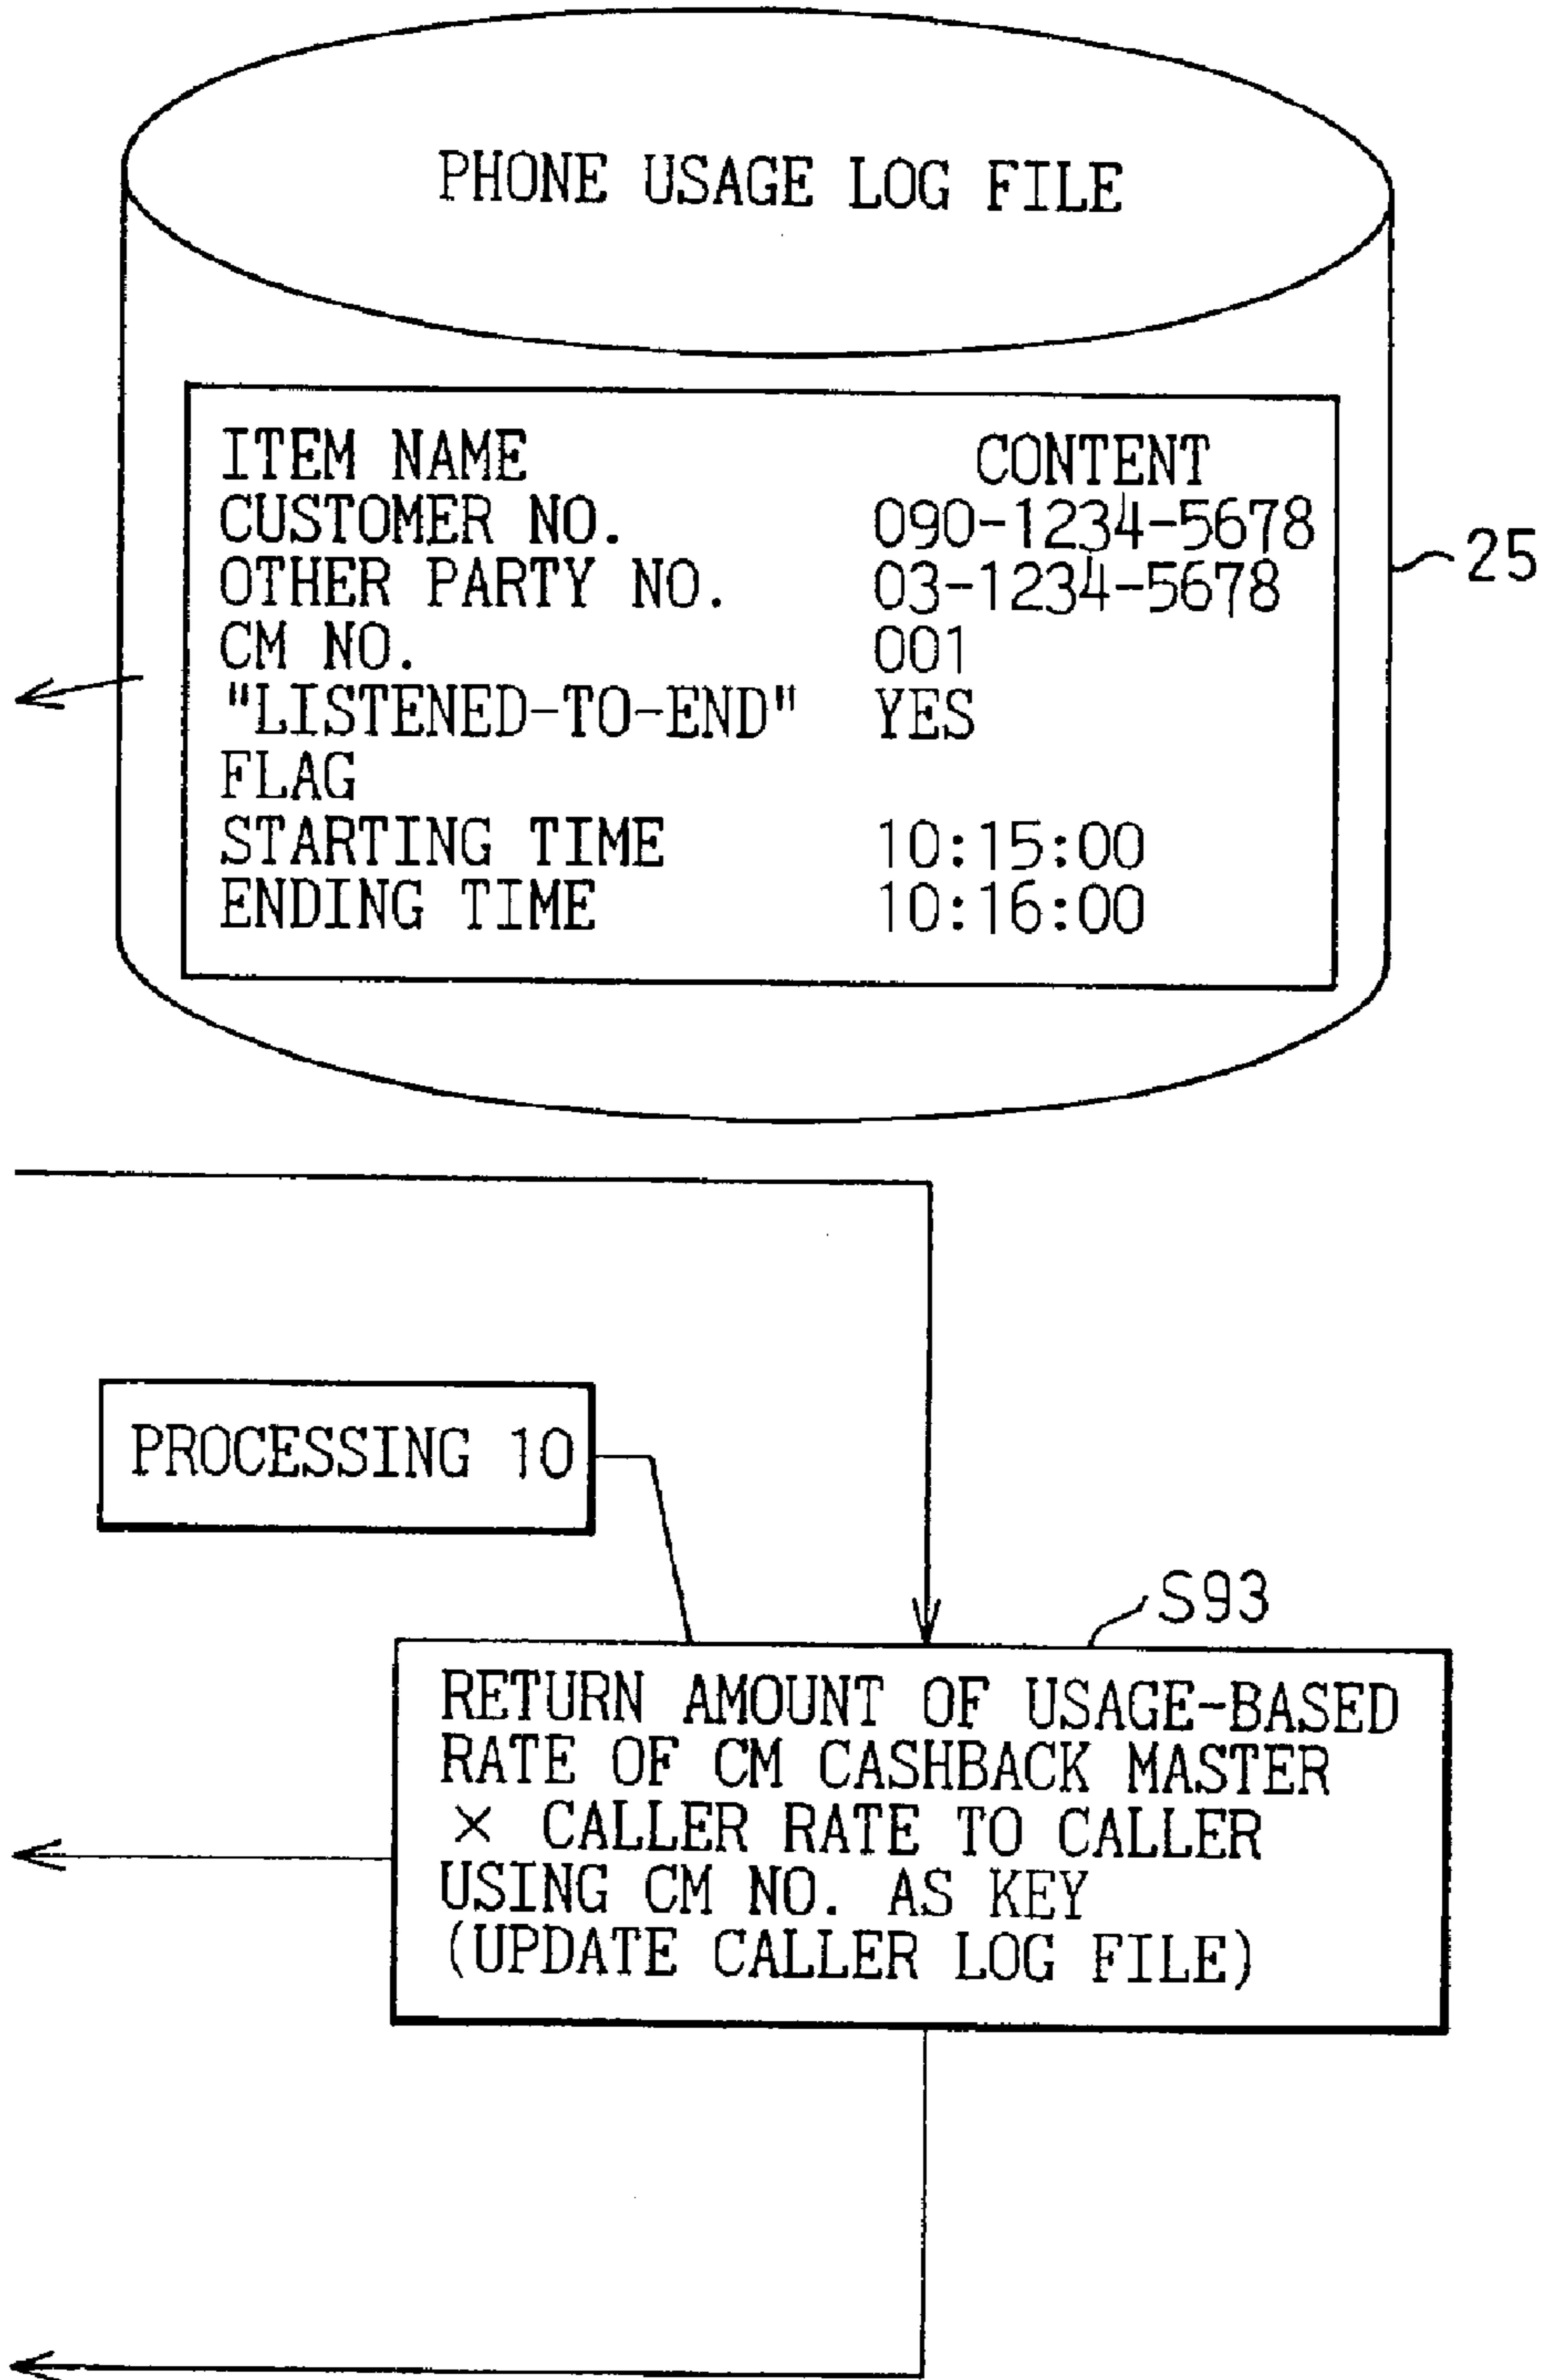 PHONE USAGE LOG FILE
ITEM NAME CONTENT
CUSTOMER NO. 090-1234-5678
OTHER PARTY NO. 03-1234-5678
CM NO. 001
"LISTENED-TO-END" YES
FLAG
STARTING TIME 10:15:00
ENDING TIME 10:16:00
25
PROCESSING 10
S93
RETURN AMOUNT OF USAGE-BASED
RATE OF CM CASHBACK MASTER
× CALLER RATE TO CALLER
USING CM NO. AS KEY
(UPDATE CALLER LOG FILE)